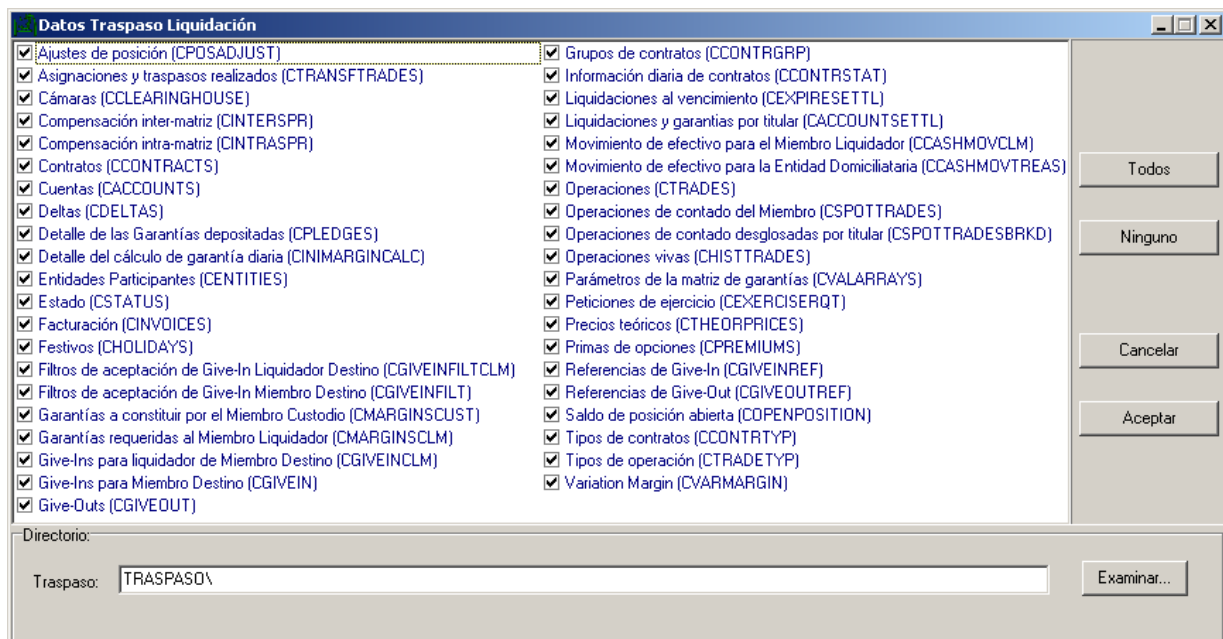 Datos Traspaso Liquidación
Ajustes de posición (CPOSADJUST)
Asignaciones y traspasos realizados (CTRANSFTRADES)
Cámaras (CCLEARINGHOUSE)
Compensación inter-matriz (CINTERSPR)
Compensación intra-matriz (CINTRASPR)
Contratos (CCONTRACTS)
Cuentas (CACCOUNTS)
Deltas (CDELTAS)
Detalle de las Garantías depositadas (CPLEDGES)
Detalle del cálculo de garantía diaria (CINIMARGINCALC)
Entidades Participantes (CENTITIES)
Estado (CSTATUS)
Facturación (CINVOICES)
Festivos (CHOLIDAYS)
Filtros de aceptación de Give-In Liquidador Destino (CGIVEINFILTCLM)
Filtros de aceptación de Give-In Miembro Destino (CGIVEINFILT)
Garantías a constituir por el Miembro Custodio (CMARGINSCUST)
Garantías requeridas al Miembro Liquidador (CMARGINSCLM)
Give-Ins para liquidador de Miembro Destino (CGIVEINCLM)
Give-Ins para Miembro Destino (CGIVEIN)
Give-Outs (CGIVEOUT)
Grupos de contratos (CCONTRGRP)
Información diaria de contratos (CCONTRSTAT)
Liquidaciones al vencimiento (CEXPIRESETTL)
Liquidaciones y garantias por titular (CACCOUNTSETTL)
Movimiento de efectivo para el Miembro Liquidador (CCASHMOVCLM)
Movimiento de efectivo para la Entidad Domiciliataria (CCASHMOVTREAS)
Operaciones (CTRADES)
Operaciones de contado del Miembro (CSPOTTRADES)
Operaciones de contado desglosadas por titular (CSPOTTRADESBRKD)
Operaciones vivas (CHISTTRADES)
Parámetros de la matriz de garantías (CVALARRAYS)
Peticiones de ejercicio (CEXERCISERQT)
Precios teóricos (CTHEORPRICES)
Primas de opciones (CPREMIUMS)
Referencias de Give-In (CGIVEINREF)
Referencias de Give-Out (CGIVEOUTREF)
Saldo de posición abierta (COPENPOSITION)
Tipos de contratos (CCONTRTYP)
Tipos de operación (CTRADETYP)
Variation Margin (CVARMARGIN)
Todos
Ninguno
Cancelar
Aceptar
Directorio:
Traspaso:
TRASPASO\
Examinar...